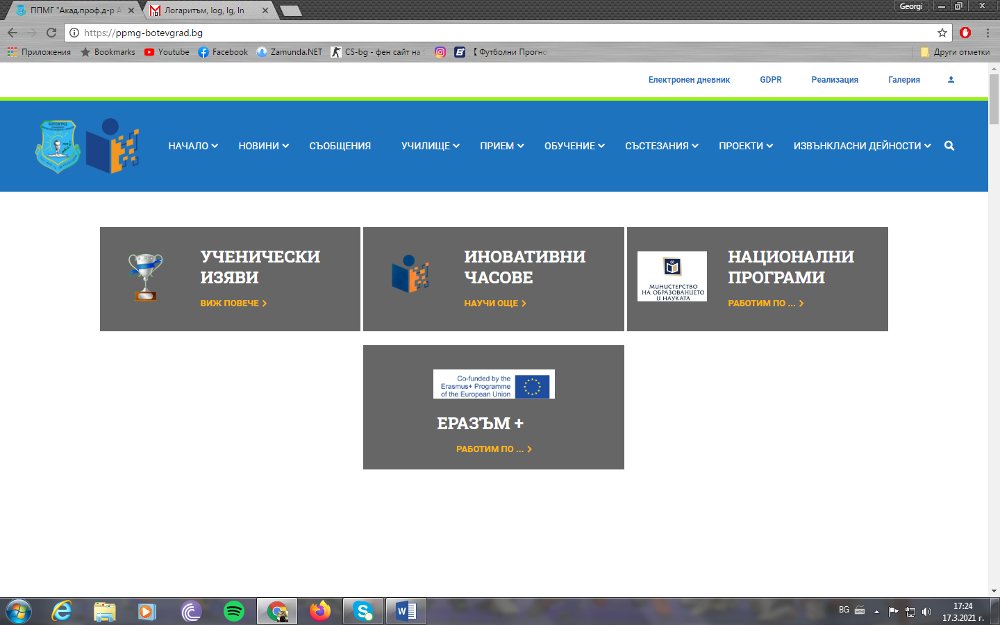 ППМГ "Акад.проф.д-р А
Логаритъм, log, lg, ln
Georgi
https://ppmg-botevgrad.bg
Приложения
Bookmarks
Youtube
Facebook
Zamunda.NET
CS-bg - фен сайт на
【 Футболни Прогно
Други отметки
Електронен дневник
GDPR
Реализация
Галерия
БОТЕВГРАД
НАЧАЛО
НОВИНИ
СЪОБЩЕНИЯ
УЧИЛИЩЕ
ПРИЕМ
ОБУЧЕНИЕ
СЪСТЕЗАНИЯ
ПРОЕКТИ
ИЗВЪНКЛАСНИ ДЕЙНОСТИ
УЧЕНИЧЕСКИ
ИЗЯВИ
ВИЖ ПОВЕЧЕ
ИНОВАТИВНИ
ЧАСОВЕ
НАУЧИ ОЩЕ
МИНИСТЕРСТВО
НА ОБРАЗОВАНИЕТО
И НАУКАТА
НАЦИОНАЛНИ
ПРОГРАМИ
РАБОТИМ ПО ...
Co-funded by the
Erasmus+ Programme
of the European Union
ЕРАЗЪМ +
РАБОТИМ ПО ...
BG
17:24
17.3.2021 г.